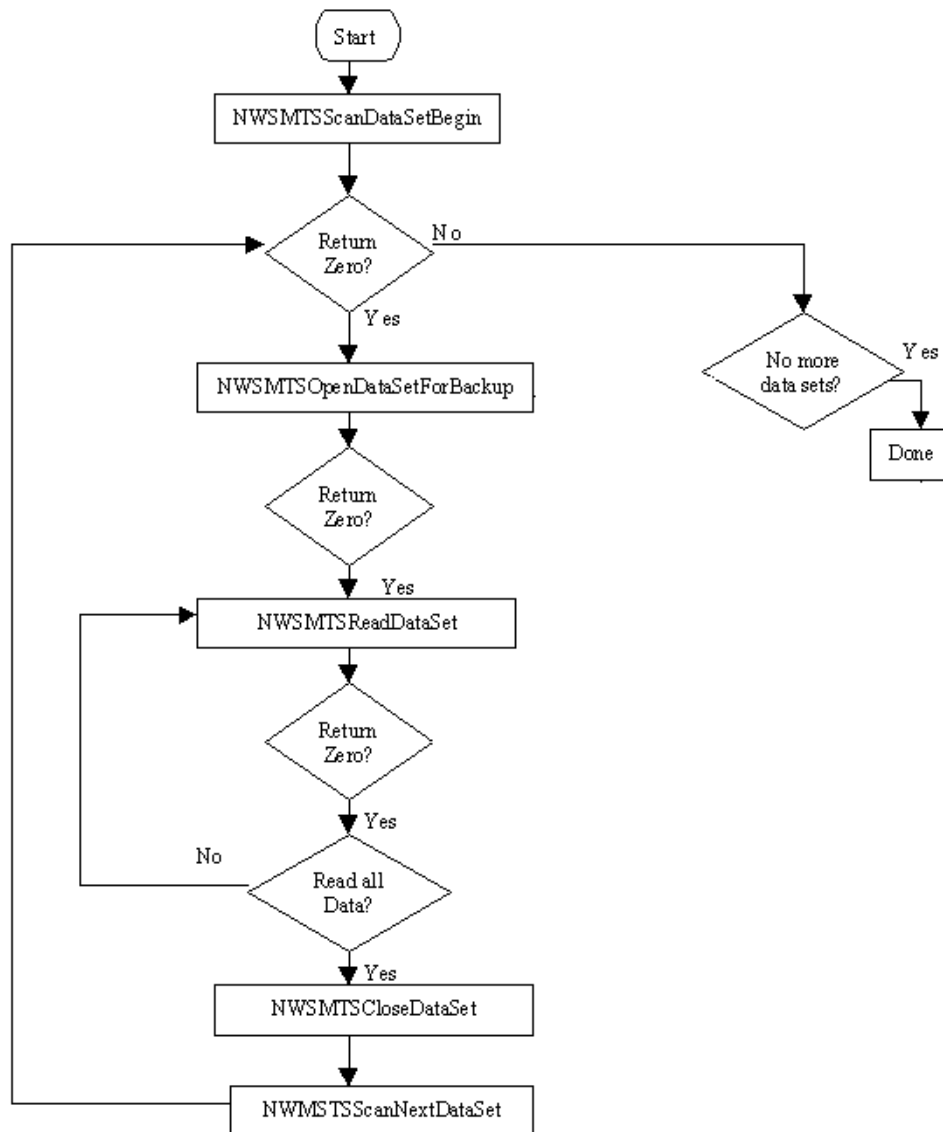 Start
NWSMTSScanDataSetBegin
Return
Zero?
No
Yes
No more
data sets?
Yes
Done
NWSMTSOpenDataSetForBackup
Return
Zero?
Yes
NWSMTSReadDataSet
Return
Zero?
Yes
No
Read all
Data?
Yes
NWSMTSCloseDataSet
NWMSTSScanNextDataSet